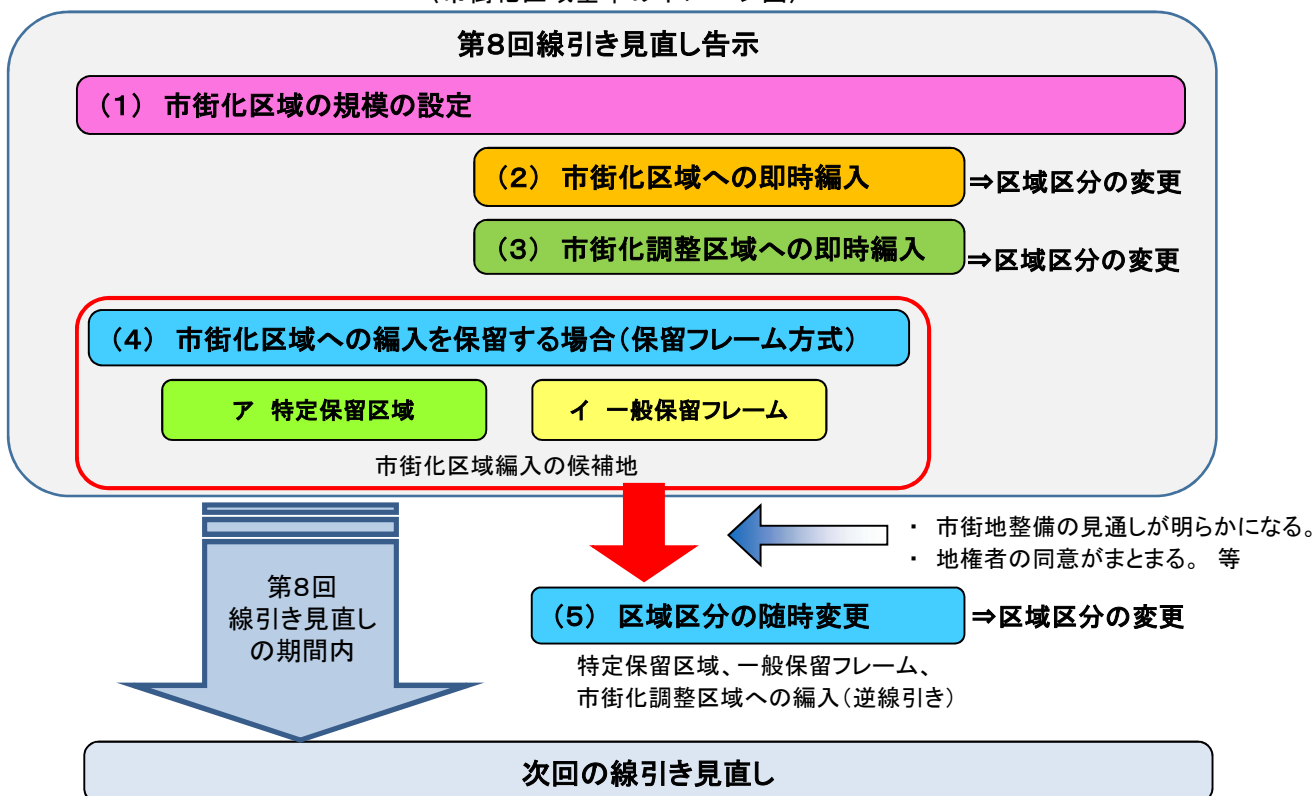 第8回線引き見直し告示
(1) 市街化区域の規模の設定
(2) 市街化区域への即時編入
⇒区域区分の変更
(3) 市街化調整区域への即時編入
⇒区域区分の変更
(4) 市街化区域への編入を保留する場合(保留フレーム方式)
ア 特定保留区域
イ 一般保留フレーム
市街化区域編入の候補地
・ 市街地整備の見通しが明らかになる。
・ 地権者の同意がまとまる。 等
第8回
線引き見直し
の期間内
(5) 区域区分の随時変更
⇒区域区分の変更
特定保留区域、一般保留フレーム、
市街化調整区域への編入(逆線引き)
次回の線引き見直し